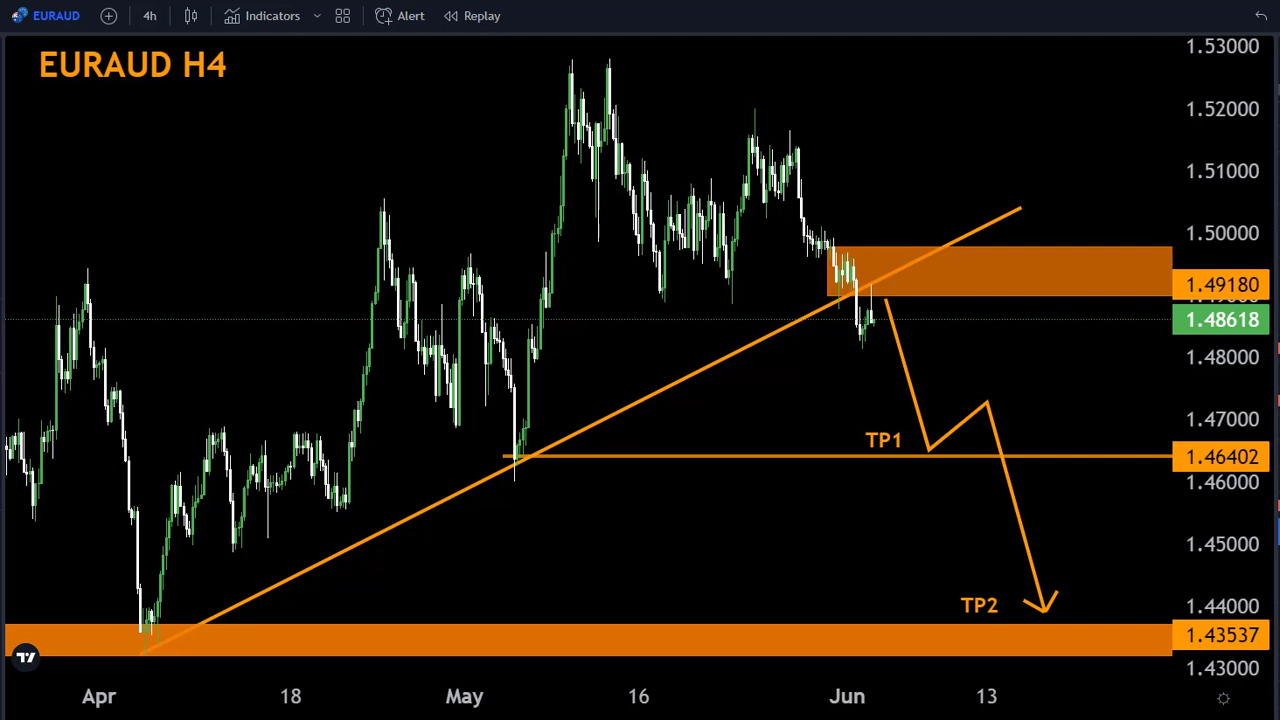 EURAUD
4h
Indicators
Alert
Replay
EURAUD H4
1.53000
1.52000
1.51000
1.50000
1.49180
1.48618
1.48000
1.47000
TP1
1.46402
1.46000
1.45000
TP2
1.44000
1.43537
1.43000
Apr 18 May 16 Jun 13